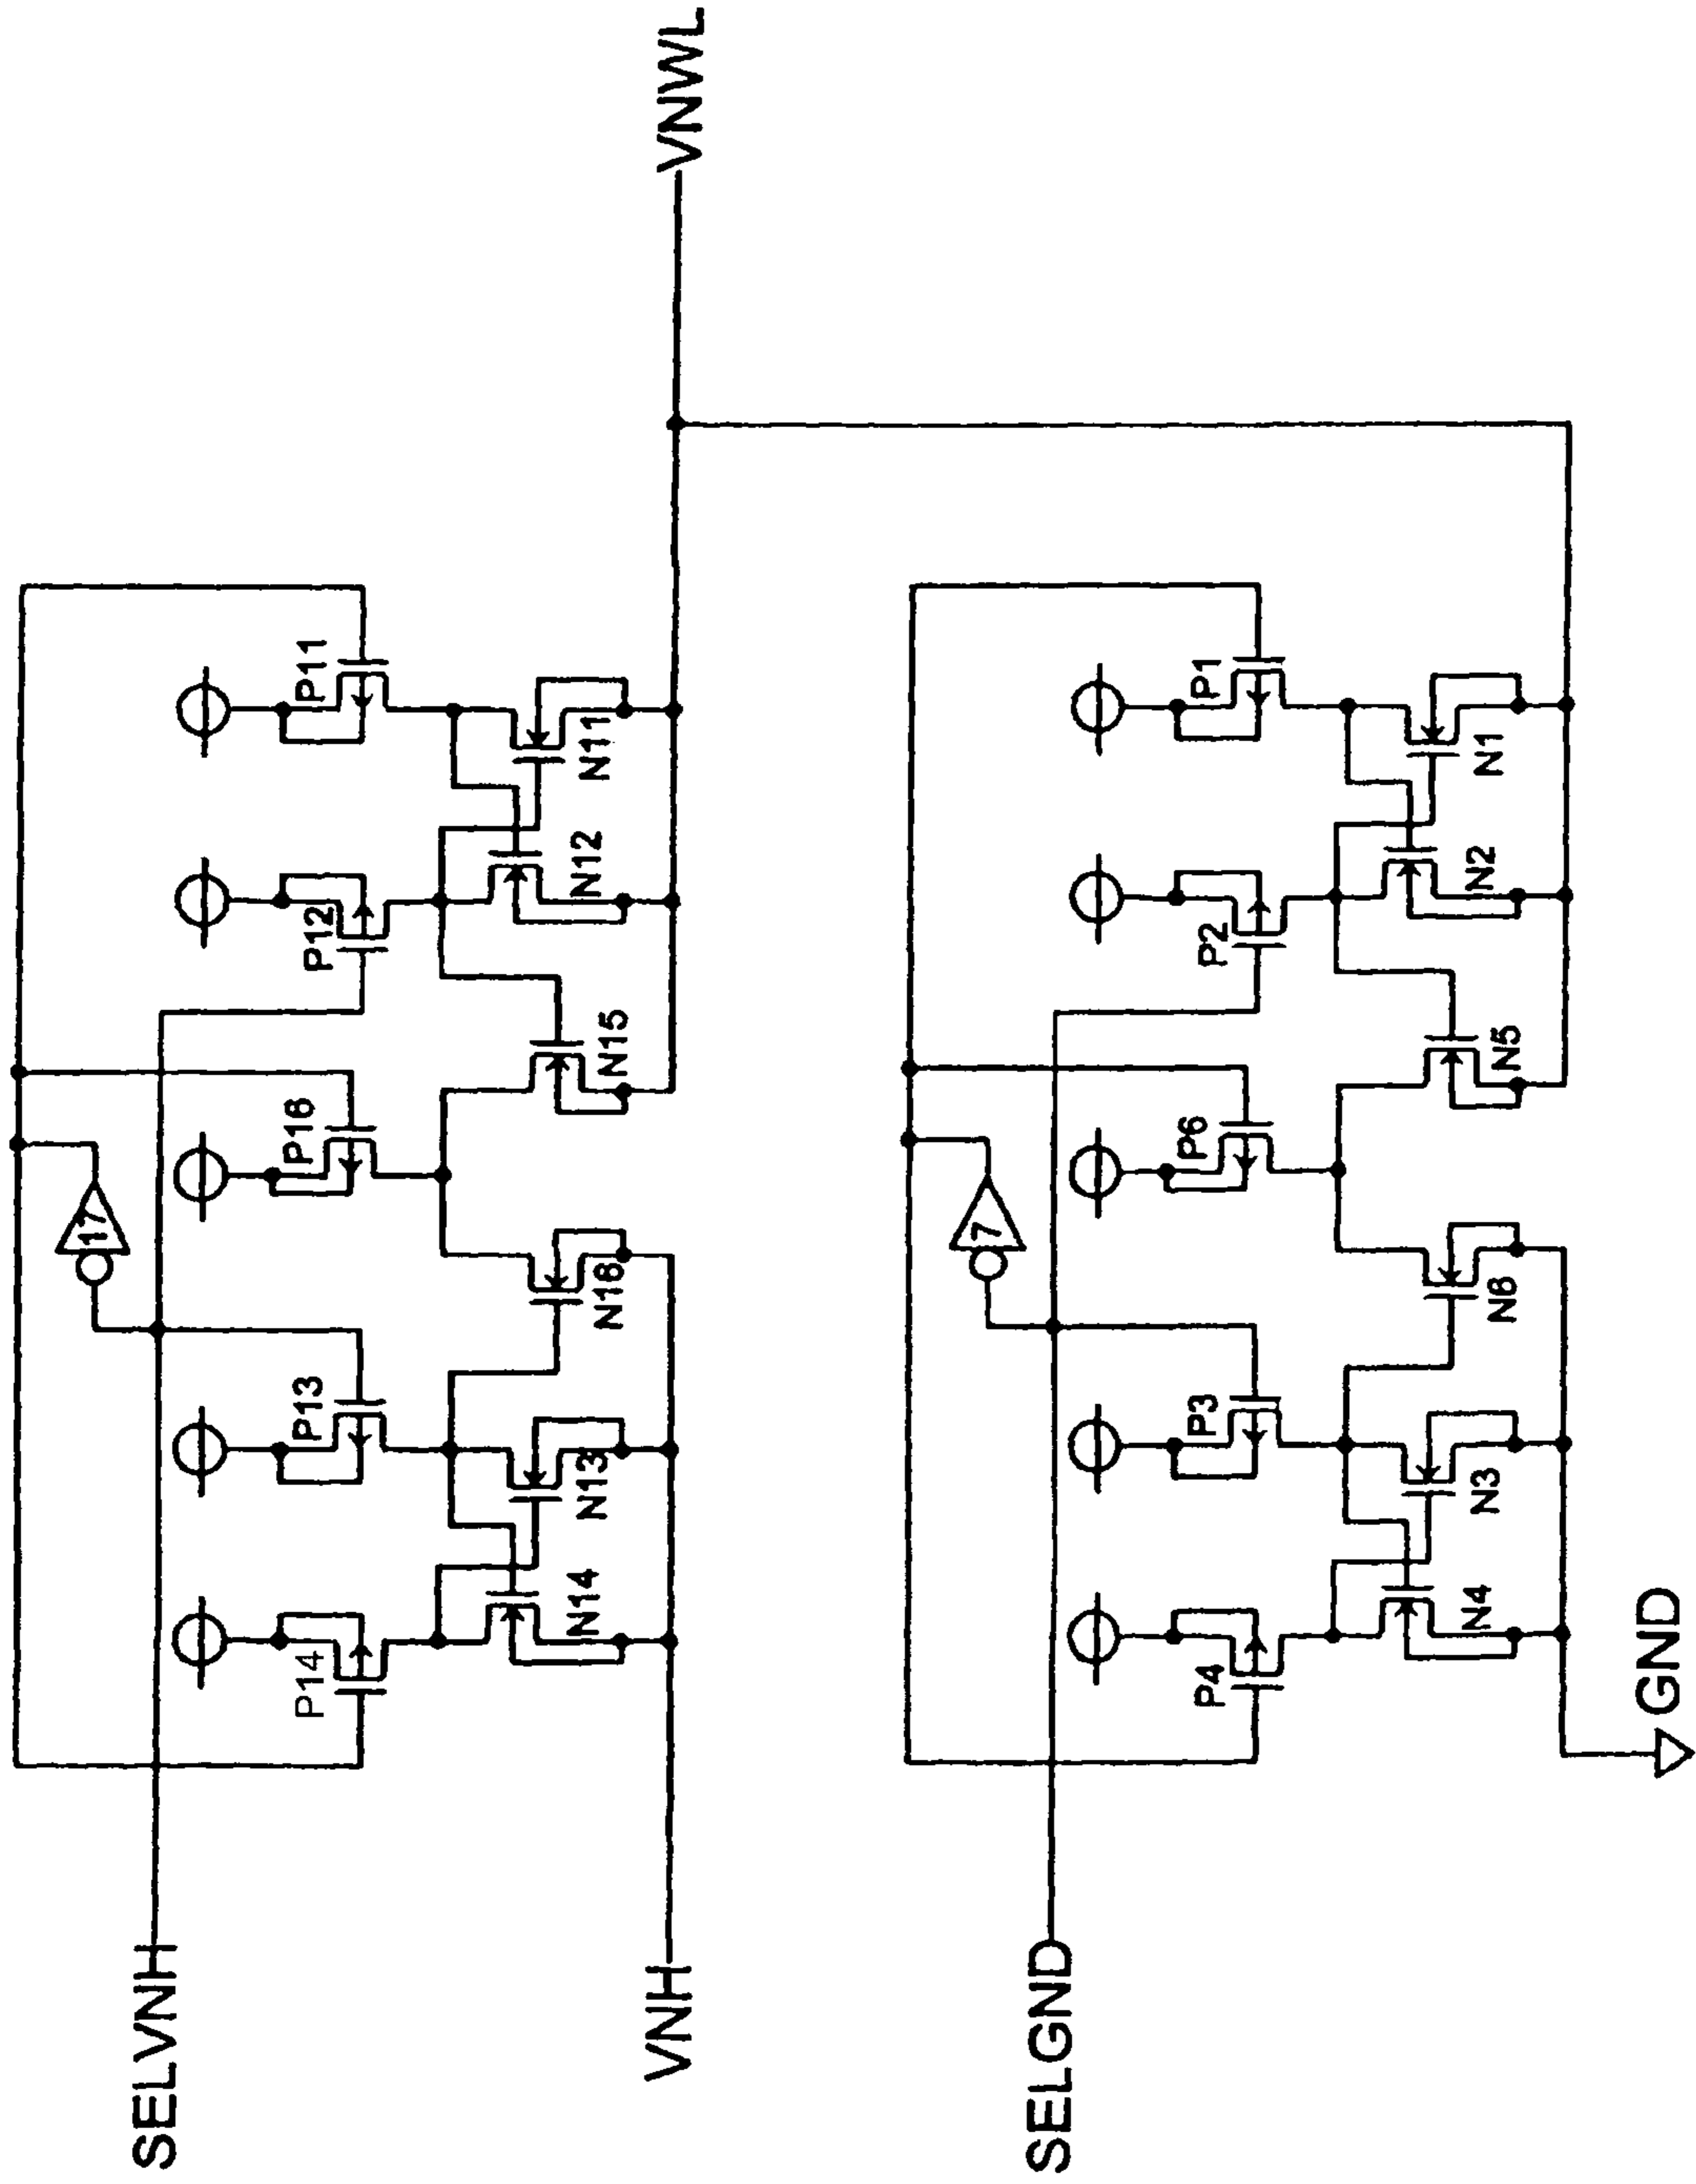 17
SELVNH
P14 P13 P16 P12 P11
N14 N13 N16 N15 N12 N11
VNH VNWL
7
SELGND
P4 P3 P6 P2 P1
N4 N3 N6 N5 N2 N1
GND